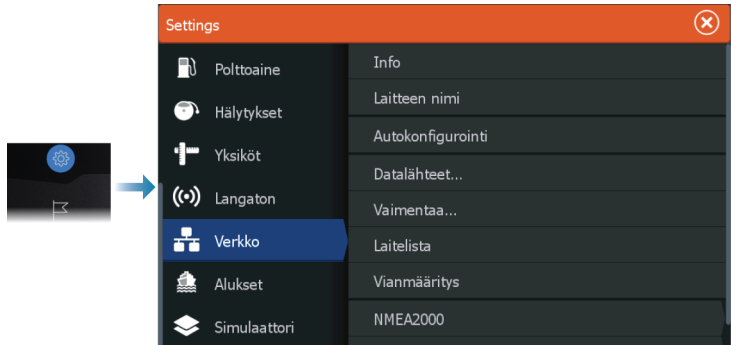 Settings
Polttoaine
Hälytykset
Yksiköt
Langaton
Verkko
Alukset
Simulaattori
Info
Laitteen nimi
Autokonfigurointi
Datalähteet...
Vaimentaa...
Laitelista
Vianmääritys
NMEA2000